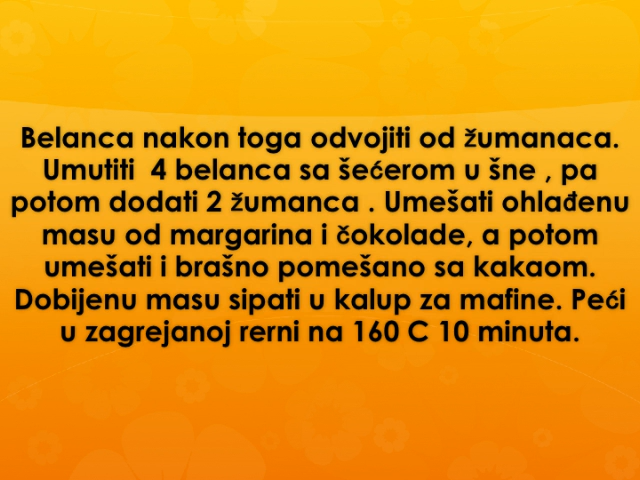 Belanca nakon toga odvojiti od žumanaca.
Umutiti  4 belanca sa šećerom u šne , pa
potom dodati 2 žumanca . Umešati ohlađenu
masu od margarina i čokolade, a potom
umešati i brašno pomešano sa kakaom.
Dobijenu masu sipati u kalup za mafine. Peći
u zagrejanoj rerni na 160 C 10 minuta.